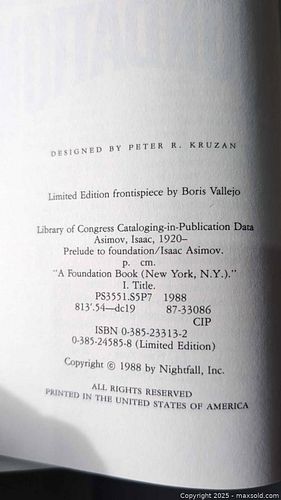 DESIGNED BY PETER R. KRUZAN
Limited Edition frontispiece by Boris Vallejo
Library of Congress Cataloging-in-Publication Data
Asimov, Isaac, 1920–
Prelude to foundation/Isaac Asimov.
p. cm.
"A Foundation Book (New York, N.Y.)."
I. Title.
PS3551.S5P7 1988
813'.54—dc19 87-33086
CIP
ISBN 0-385-23313-2
0-385-24585-8 (Limited Edition)
Copyright © 1988 by Nightfall, Inc.
ALL RIGHTS RESERVED
PRINTED IN THE UNITED STATES OF AMERICA
Copyright 2025 - maxsold.com